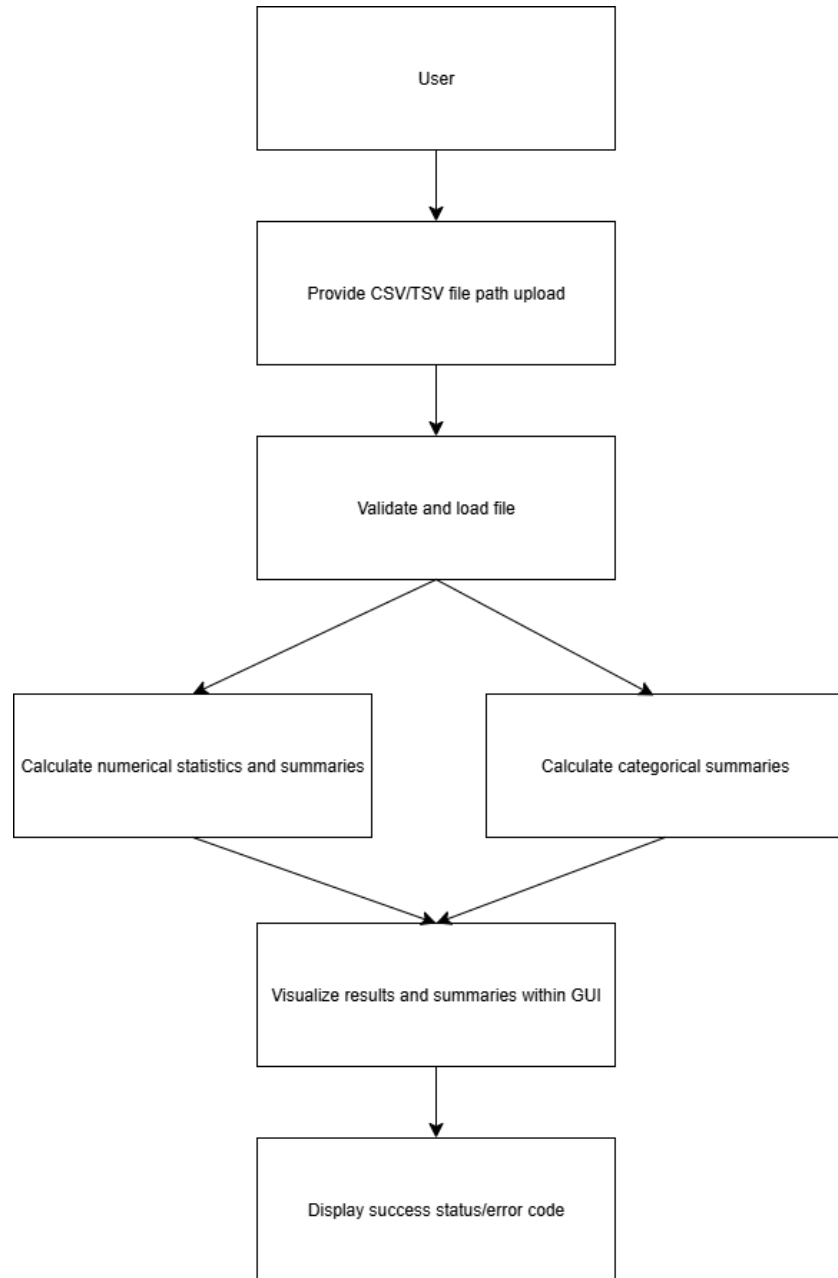 User
Provide CSV/TSV file path upload
Validate and load file
Calculate numerical statistics and summaries
Calculate categorical summaries
Visualize results and summaries within GUI
Display success status/error code